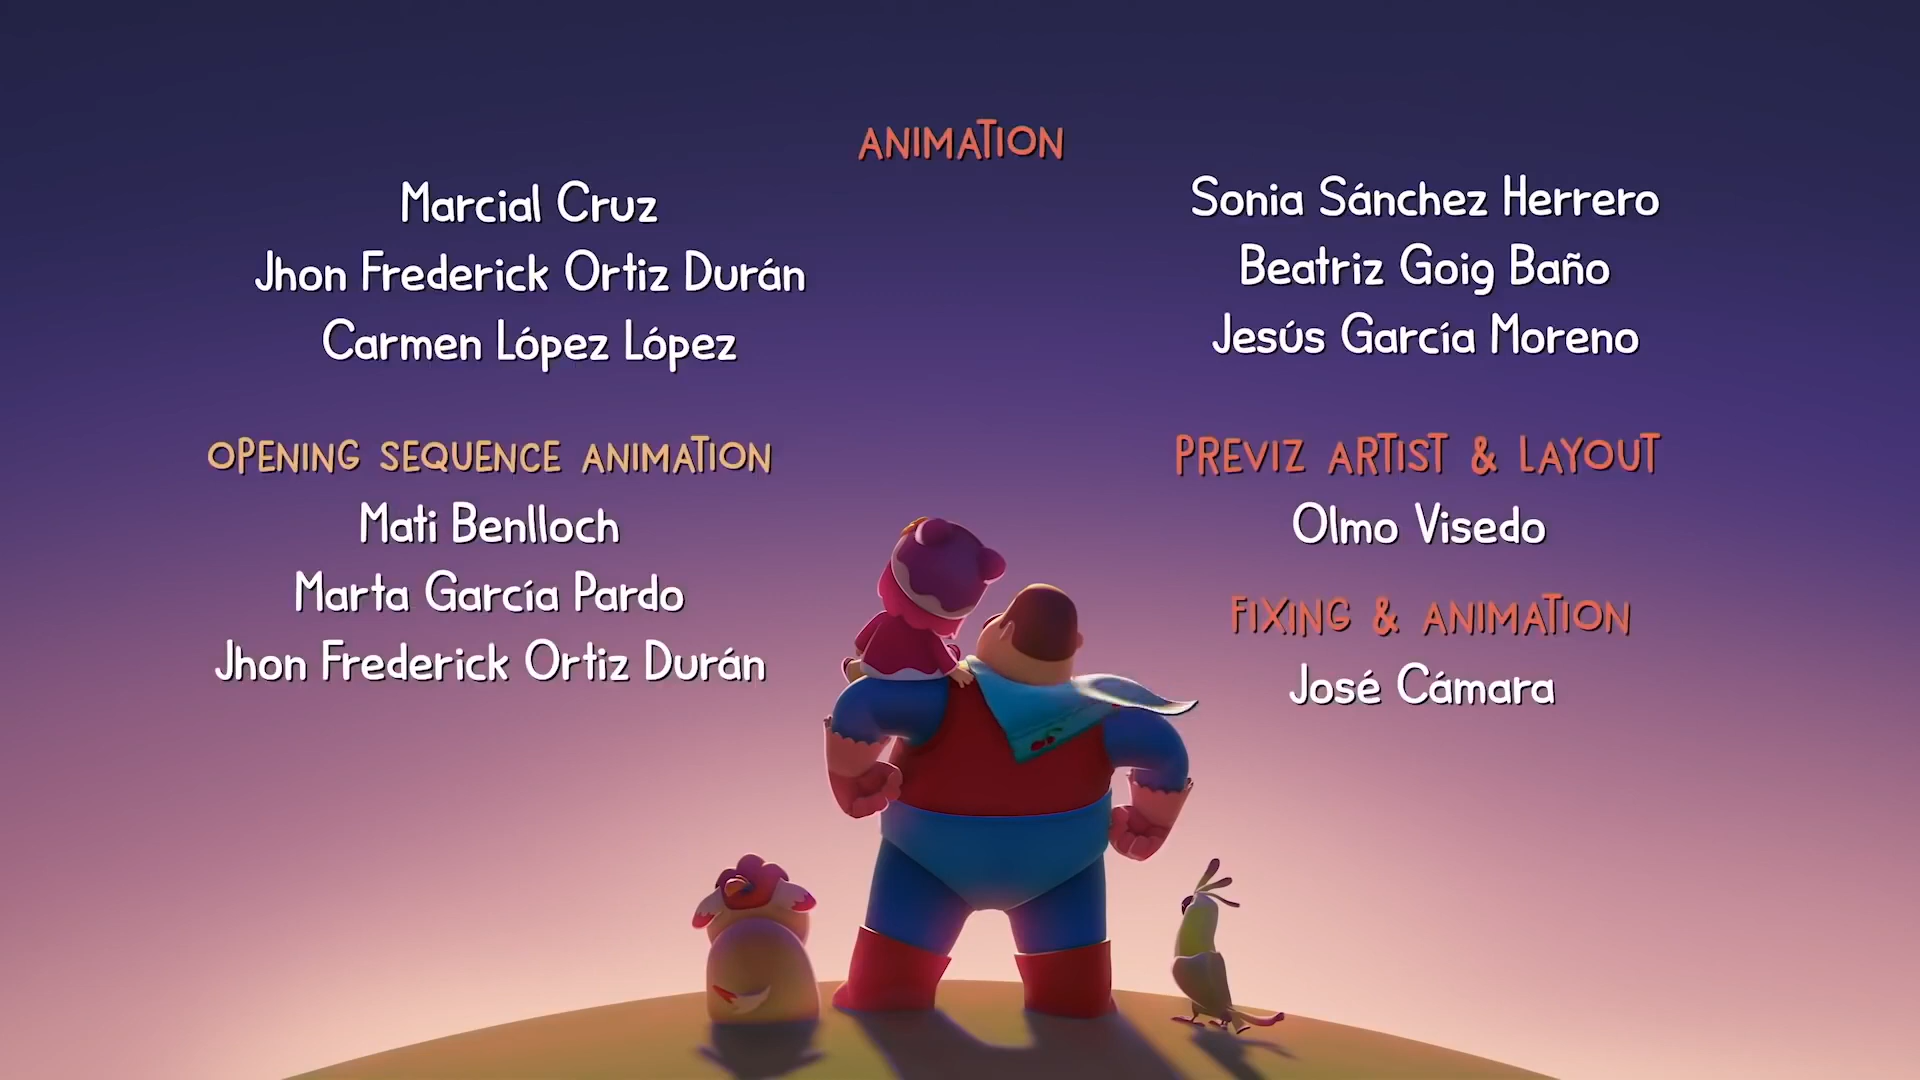 ANIMATION
Marcial Cruz
Jhon Frederick Ortiz Durán
Carmen López López
Sonia Sánchez Herrero
Beatriz Goig Baño
Jesús García Moreno
OPENING SEQUENCE ANIMATION
Mati Benlloch
Marta García Pardo
Jhon Frederick Ortiz Durán
PREVIZ ARTIST & LAYOUT
Olmo Visedo
FIXING & ANIMATION
José Cámara